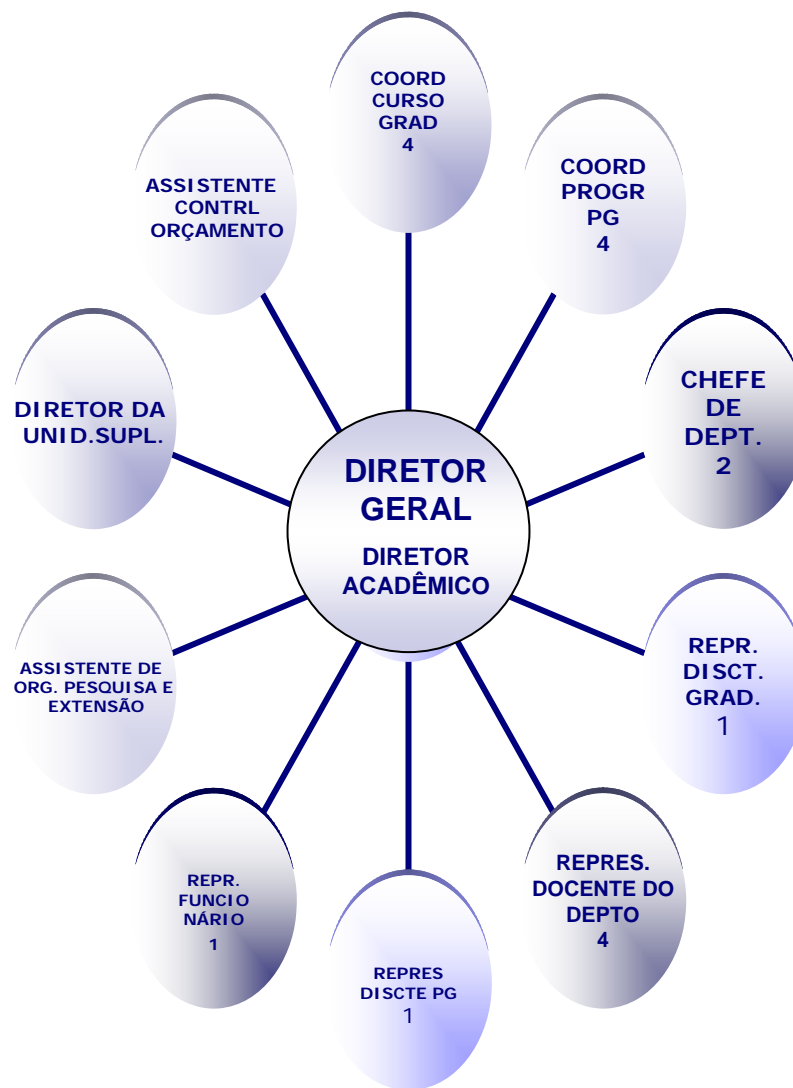 COORD
CURSO
GRAD
4
COORD
PROGR
PG
4
CHEFE
DE
DEPT.
2
REPR.
DISCT.
GRAD.
1
REPRES.
DOCENTE DO
DEPTO
4
REPRES
DISCTE PG
1
REPR.
FUNCIO
NÁRIO
1
ASSISTENTE DE
ORG. PESQUISA E
EXTENSÃO
DIRETOR DA
UNID.SUPL.
ASSISTENTE
CONTRL
ORÇAMENTO
DIRETOR
GERAL
DIRETOR
ACADÊMICO